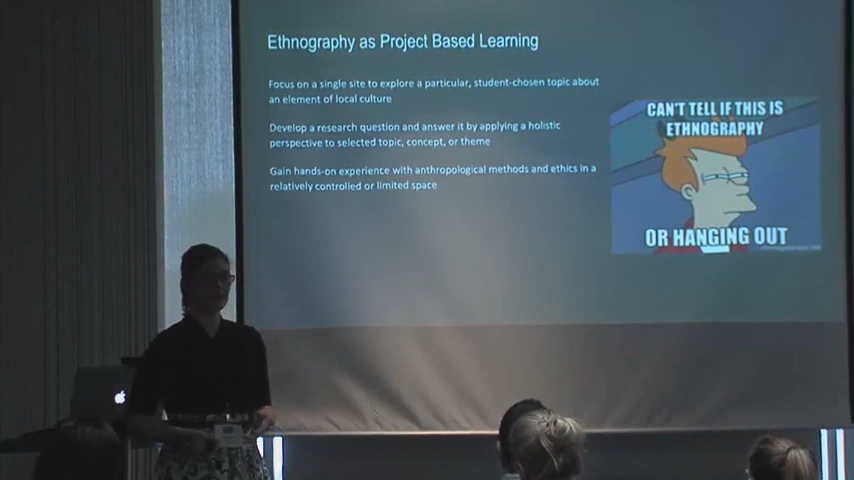 Ethnography as Project Based Learning
Focus on a single site to explore a particular, student-chosen topic about
an element of local culture
Develop a research question and answer it by applying a holistic
perspective to selected topic, concept, or theme
Gain hands-on experience with anthropological methods and ethics in a
relatively controlled or limited space
CAN'T TELL IF THIS IS
ETHNOGRAPHY
OR HANGING OUT